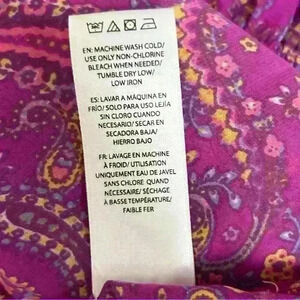 EN: MACHINE WASH COLD/
USE ONLY NON-CHLORINE
BLEACH WHEN NEEDED/
TUMBLE DRY LOW/
LOW IRON
ES: LAVAR A MÁQUINA EN
FRÍO/ SOLO PARA USO LEJÍA
SIN CLORO CUANDO
NECESARIO/ SECAR EN
SECADORA BAJA/
HIERRO BAJO
FR: LAVAGE EN MACHINE
À FROID/ UTILISATION
UNIQUEMENT EAU DE JAVEL
SANS CHLORE QUAND
NÉCESSAIRE/ SÉCHAGE
À BASSE TEMPÉRATURE/
FAIBLE FER